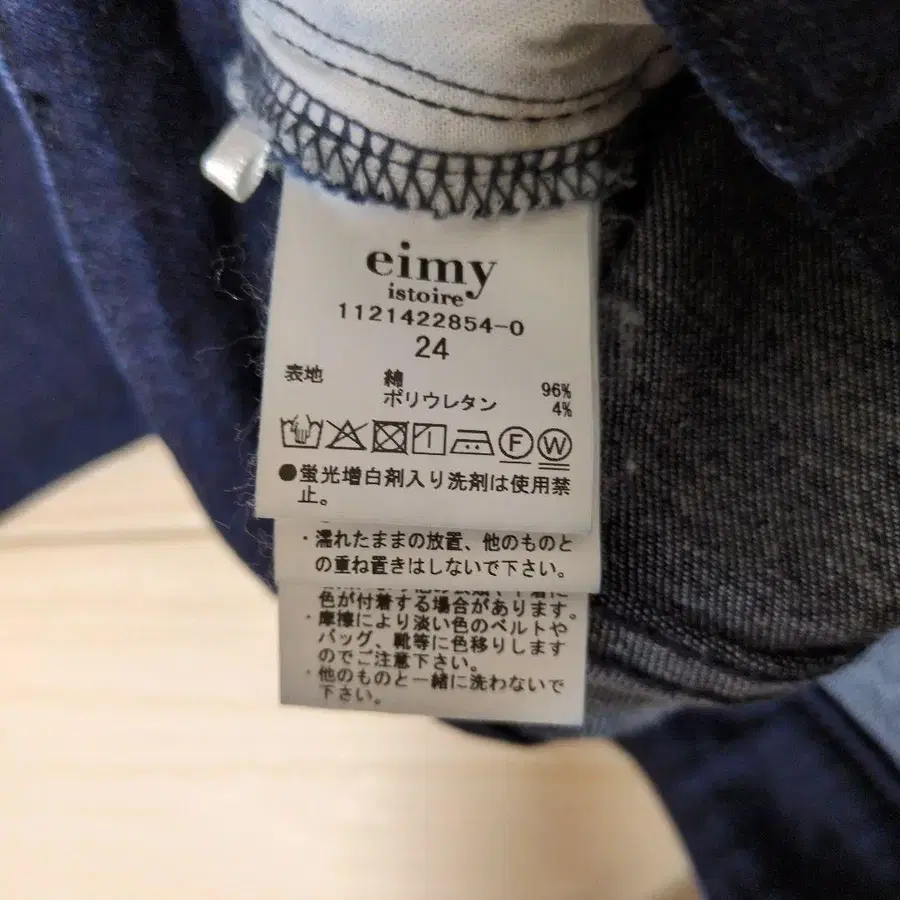 eimy
istoire
1121422854-0
24
表地 綿 96%
ポリウレタン 4%
F W
●蛍光増白剤入り洗剤は使用禁
止。
・濡れたままの放置、他のものと
の重ね置きはしないで下さい。
色が付着する場合があります。
・摩擦により淡い色のベルトや
バッグ、靴等に色移りします
のでご注意下さい。
・他のものと一緒に洗わないで
下さい。